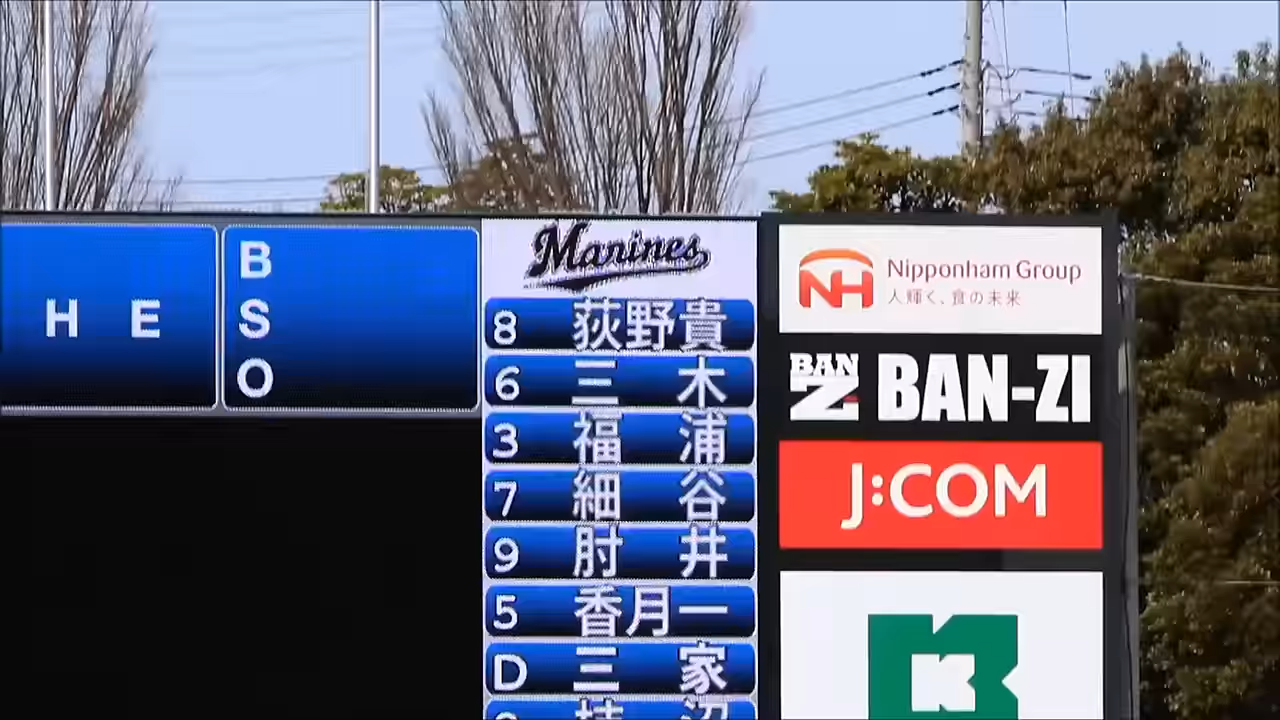 H E
B
S
O
Marines
8 荻野貴
6 三木
3 福浦
7 細谷
9 肘井
5 香月一
D 三家
NH Nipponham Group
人輝く、食の未来
BAN Z BAN-ZI
J:COM